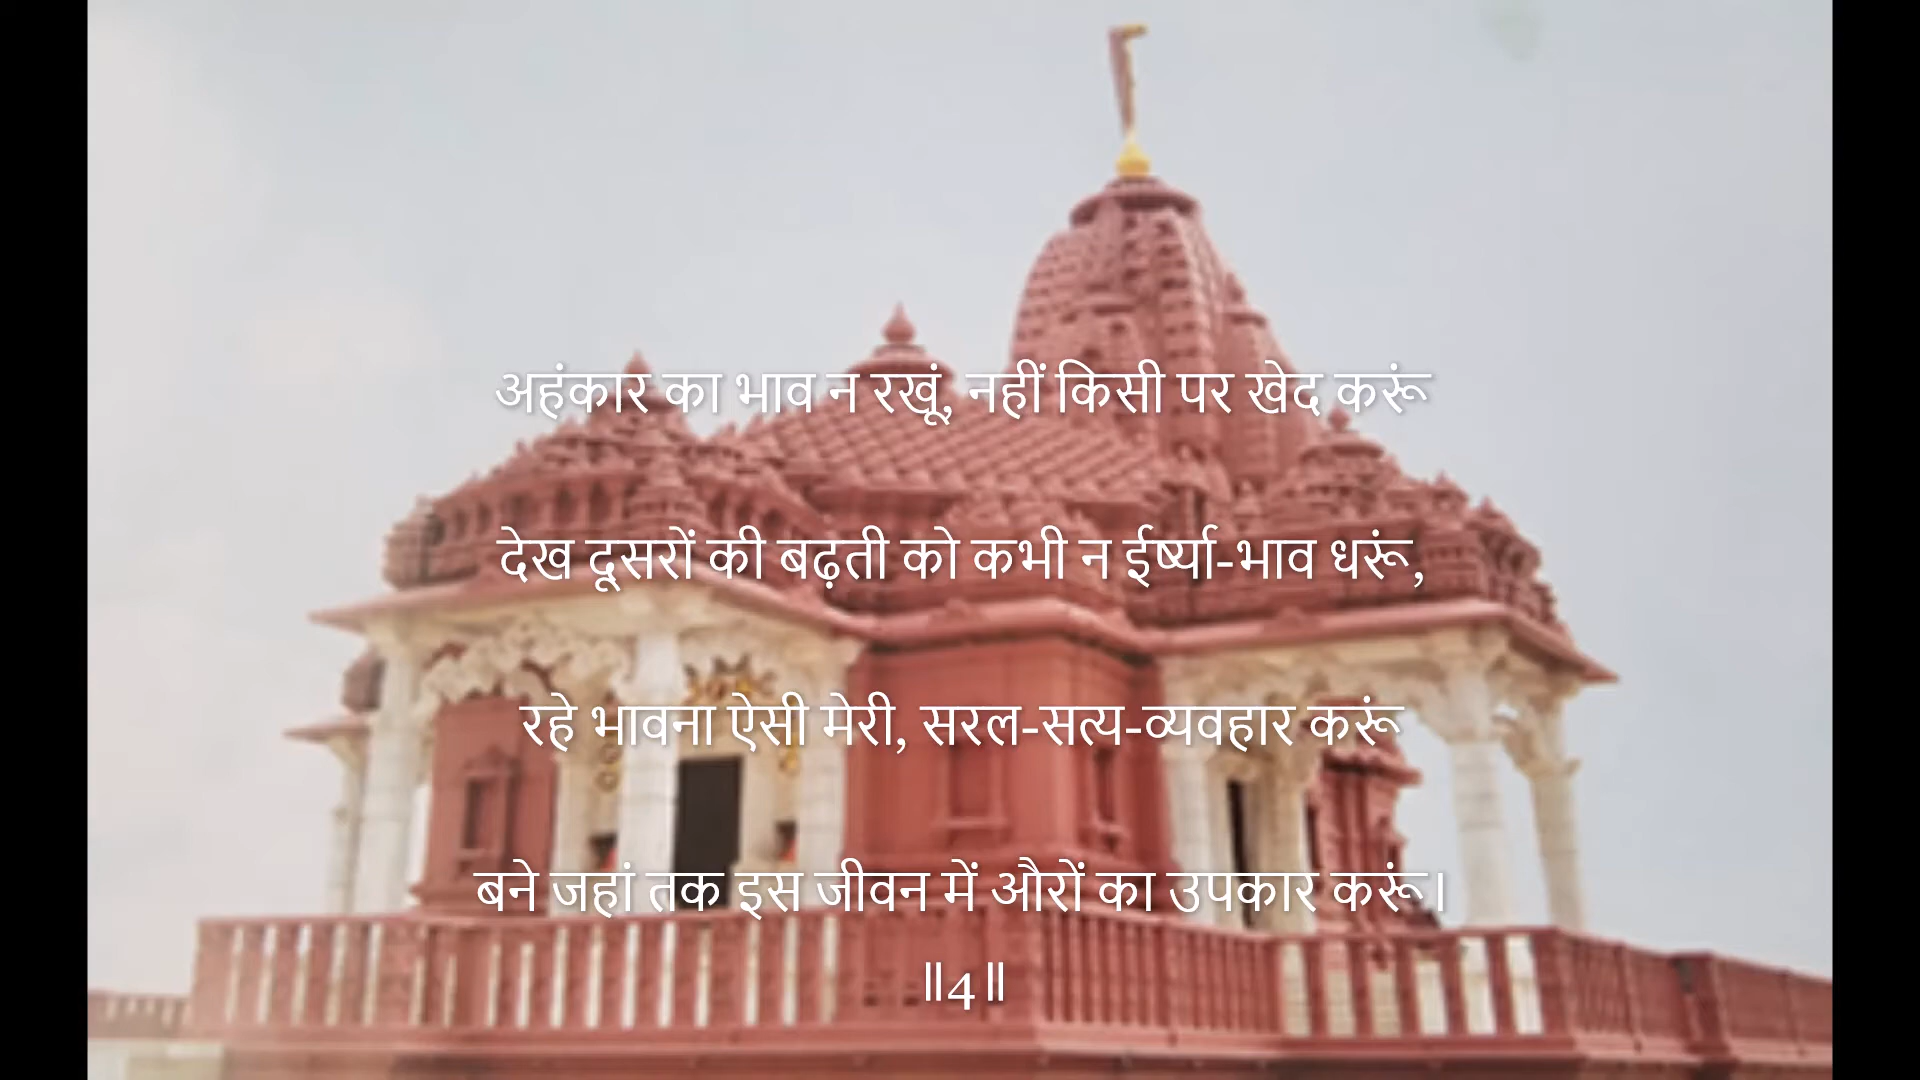 अहंकार का भाव न रखूं, नहीं किसी पर खेद करूं
देख दूसरों की बढ़ती को कभी न ईर्ष्या-भाव धरूं,
रहे भावना ऐसी मेरी, सरल-सत्य-व्यवहार करूं
बने जहां तक इस जीवन में औरों का उपकार करूं।
॥4॥